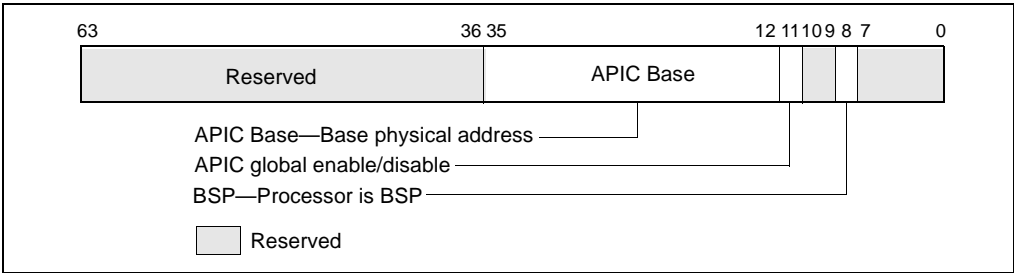 63 36 35 12 11 10 9 8 7 0
Reserved APIC Base
APIC Base—Base physical address
APIC global enable/disable
BSP—Processor is BSP
Reserved